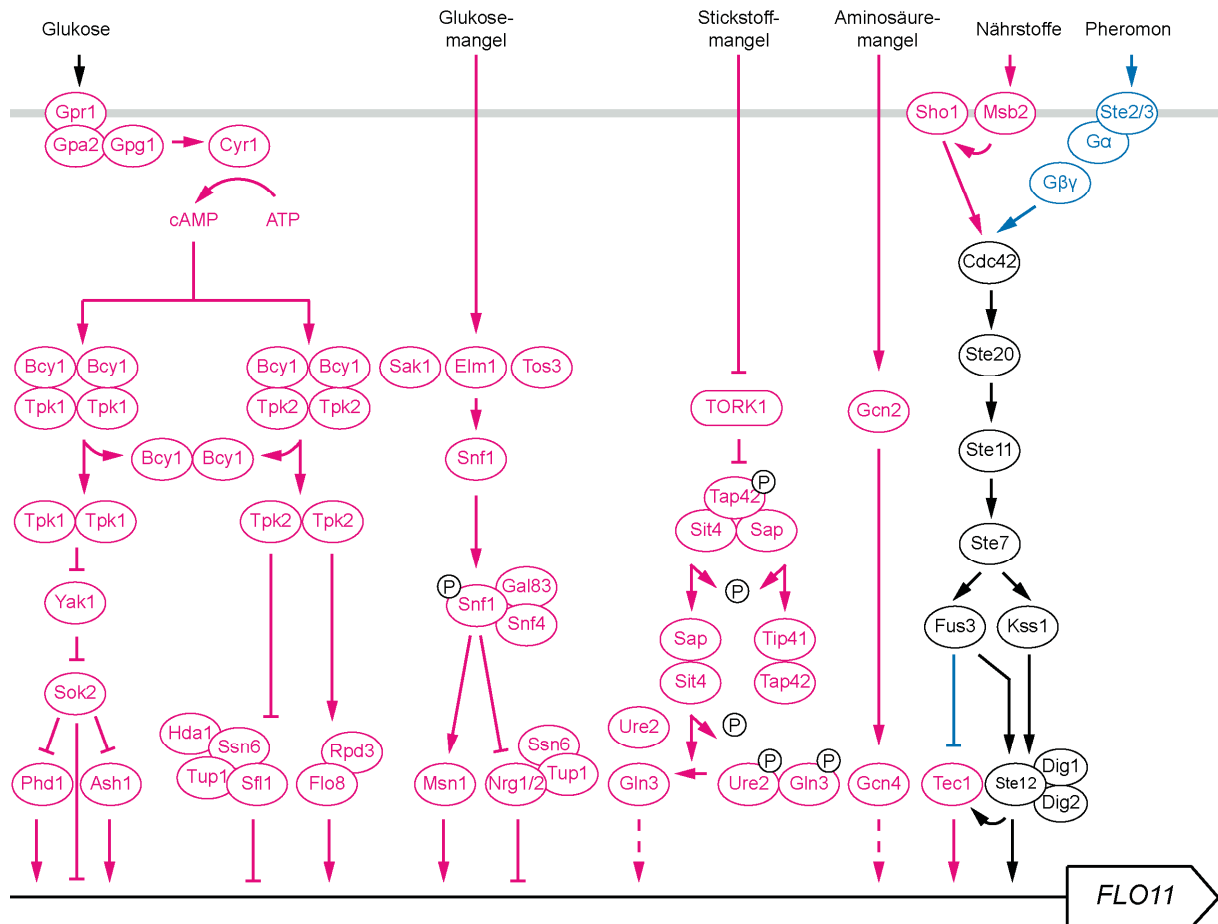 Glukose
Glukose-
mangel
Stickstoff-
mangel
Aminosäure-
mangel
Nährstoffe
Pheromon
Gpr1
Sho1
Msb2
Ste2/3
Gpa2
Gpg1
Cyr1
Gα
Gβγ
cAMP
ATP
Cdc42
Bcy1
Bcy1
Bcy1
Bcy1
Sak1
Elm1
Tos3
Ste20
Tpk1
Tpk1
Tpk2
Tpk2
TORK1
Gcn2
Bcy1
Bcy1
Snf1
Ste11
P
Tap42
Tpk1
Tpk1
Tpk2
Tpk2
Sit4
Sap
Ste7
Yak1
P
Gal83
Snf1
Snf4
P
Fus3
Kss1
Sap
Tip41
Sok2
Sit4
Tap42
Hda1
Ssn6
Rpd3
Ssn6
Ure2
P
P
P
Dig1
Phd1
Ash1
Tup1
Sfl1
Flo8
Msn1
Nrg1/2
Tup1
Gln3
Ure2
Gln3
Gcn4
Tec1
Ste12
Dig2
FLO11